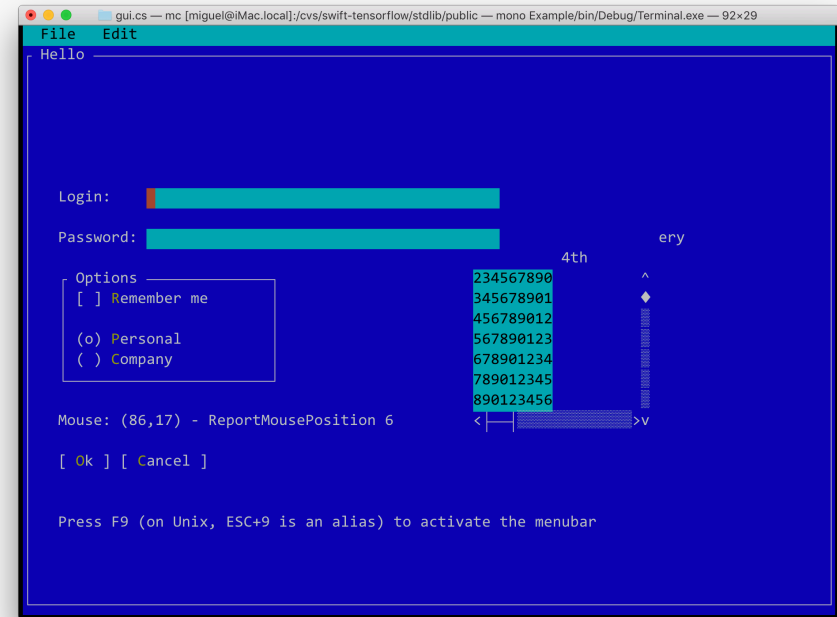 gui.cs — mc [miguel@iMac.local]:/cvs/swift-tensorflow/stdlib/public — mono Example/bin/Debug/Terminal.exe — 92×29
File Edit
Hello
Login:
Password: ery
4th
Options 234567890 ^
[ ] Remember me 345678901
456789012
(o) Personal 567890123
( ) Company 678901234
789012345
890123456
Mouse: (86,17) - ReportMousePosition 6 < >v
[ Ok ] [ Cancel ]
Press F9 (on Unix, ESC+9 is an alias) to activate the menubar